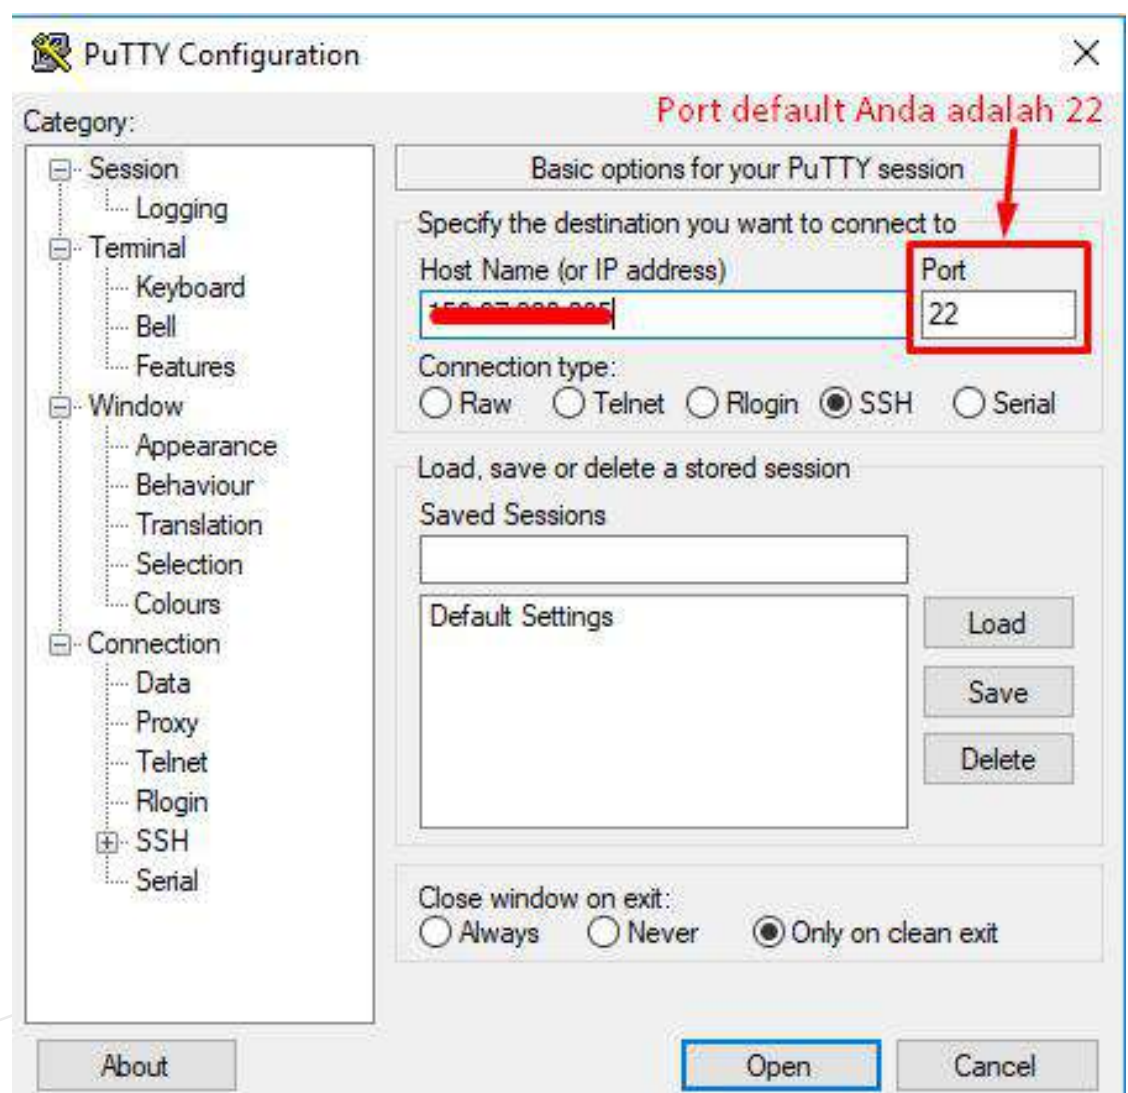 PuTTY Configuration
Port default Anda adalah 22
Category:
Session
Logging
Terminal
Keyboard
Bell
Features
Window
Appearance
Behaviour
Translation
Selection
Colours
Connection
Data
Proxy
Telnet
Rlogin
SSH
Serial
Basic options for your PuTTY session
Specify the destination you want to connect to
Host Name (or IP address) Port
22
Connection type:
Raw Telnet Rlogin SSH Serial
Load, save or delete a stored session
Saved Sessions
Default Settings
Load
Save
Delete
Close window on exit:
Always Never Only on clean exit
About Open Cancel